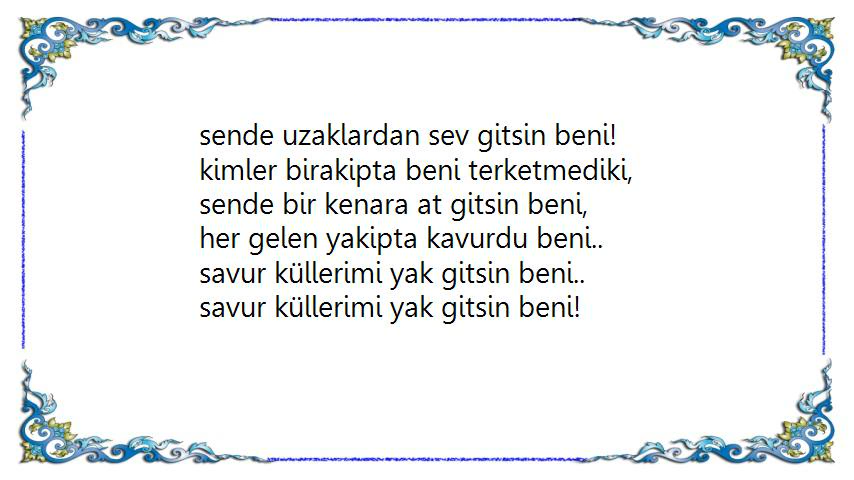 sende uzaklardan sev gitsin beni!
kimler birakipta beni terketmediki,
sende bir kenara at gitsin beni,
her gelen yakipta kavurdu beni..
savur küllerimi yak gitsin beni..
savur küllerimi yak gitsin beni!